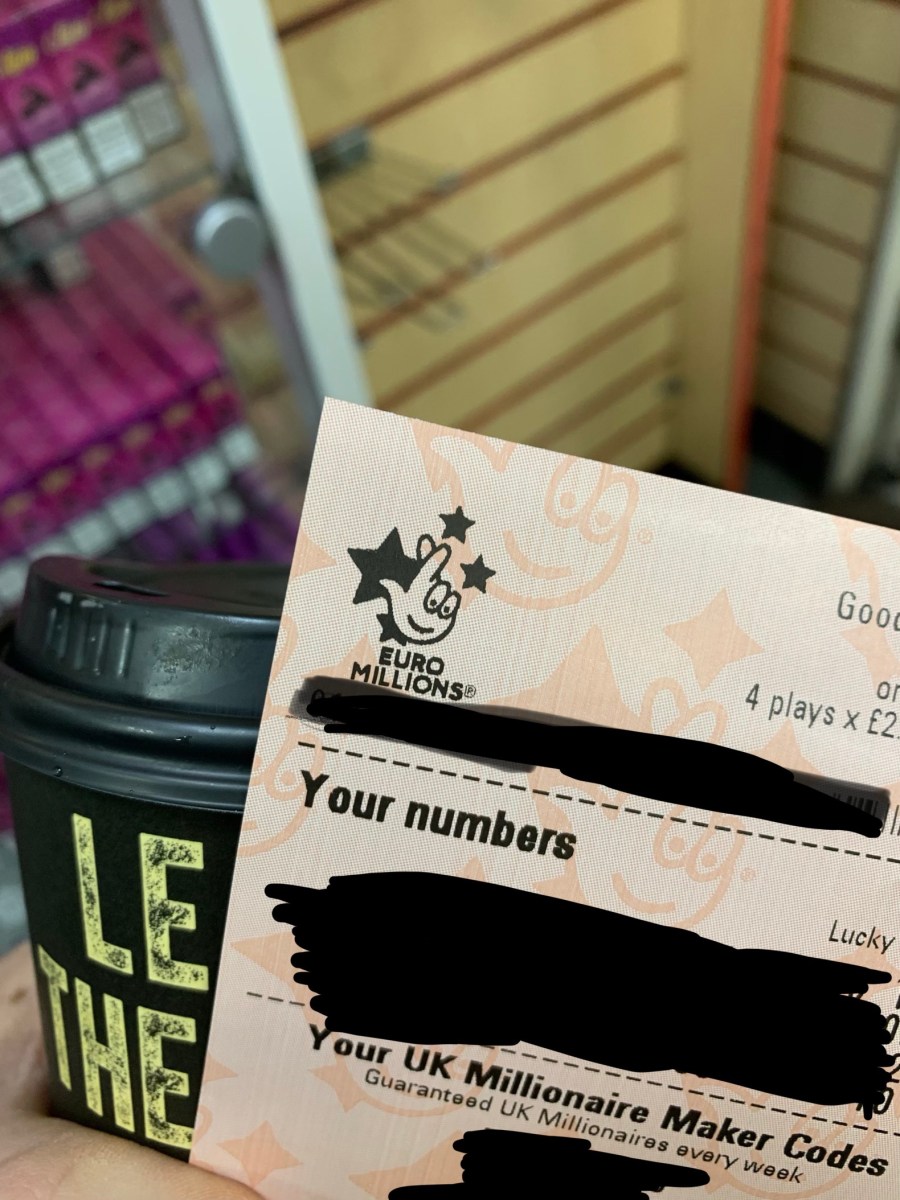 EURO
MILLIONS®
Good
on
4 plays x £2
Your numbers
Lucky
Your UK Millionaire Maker Codes
Guaranteed UK Millionaires every week
LE
THE